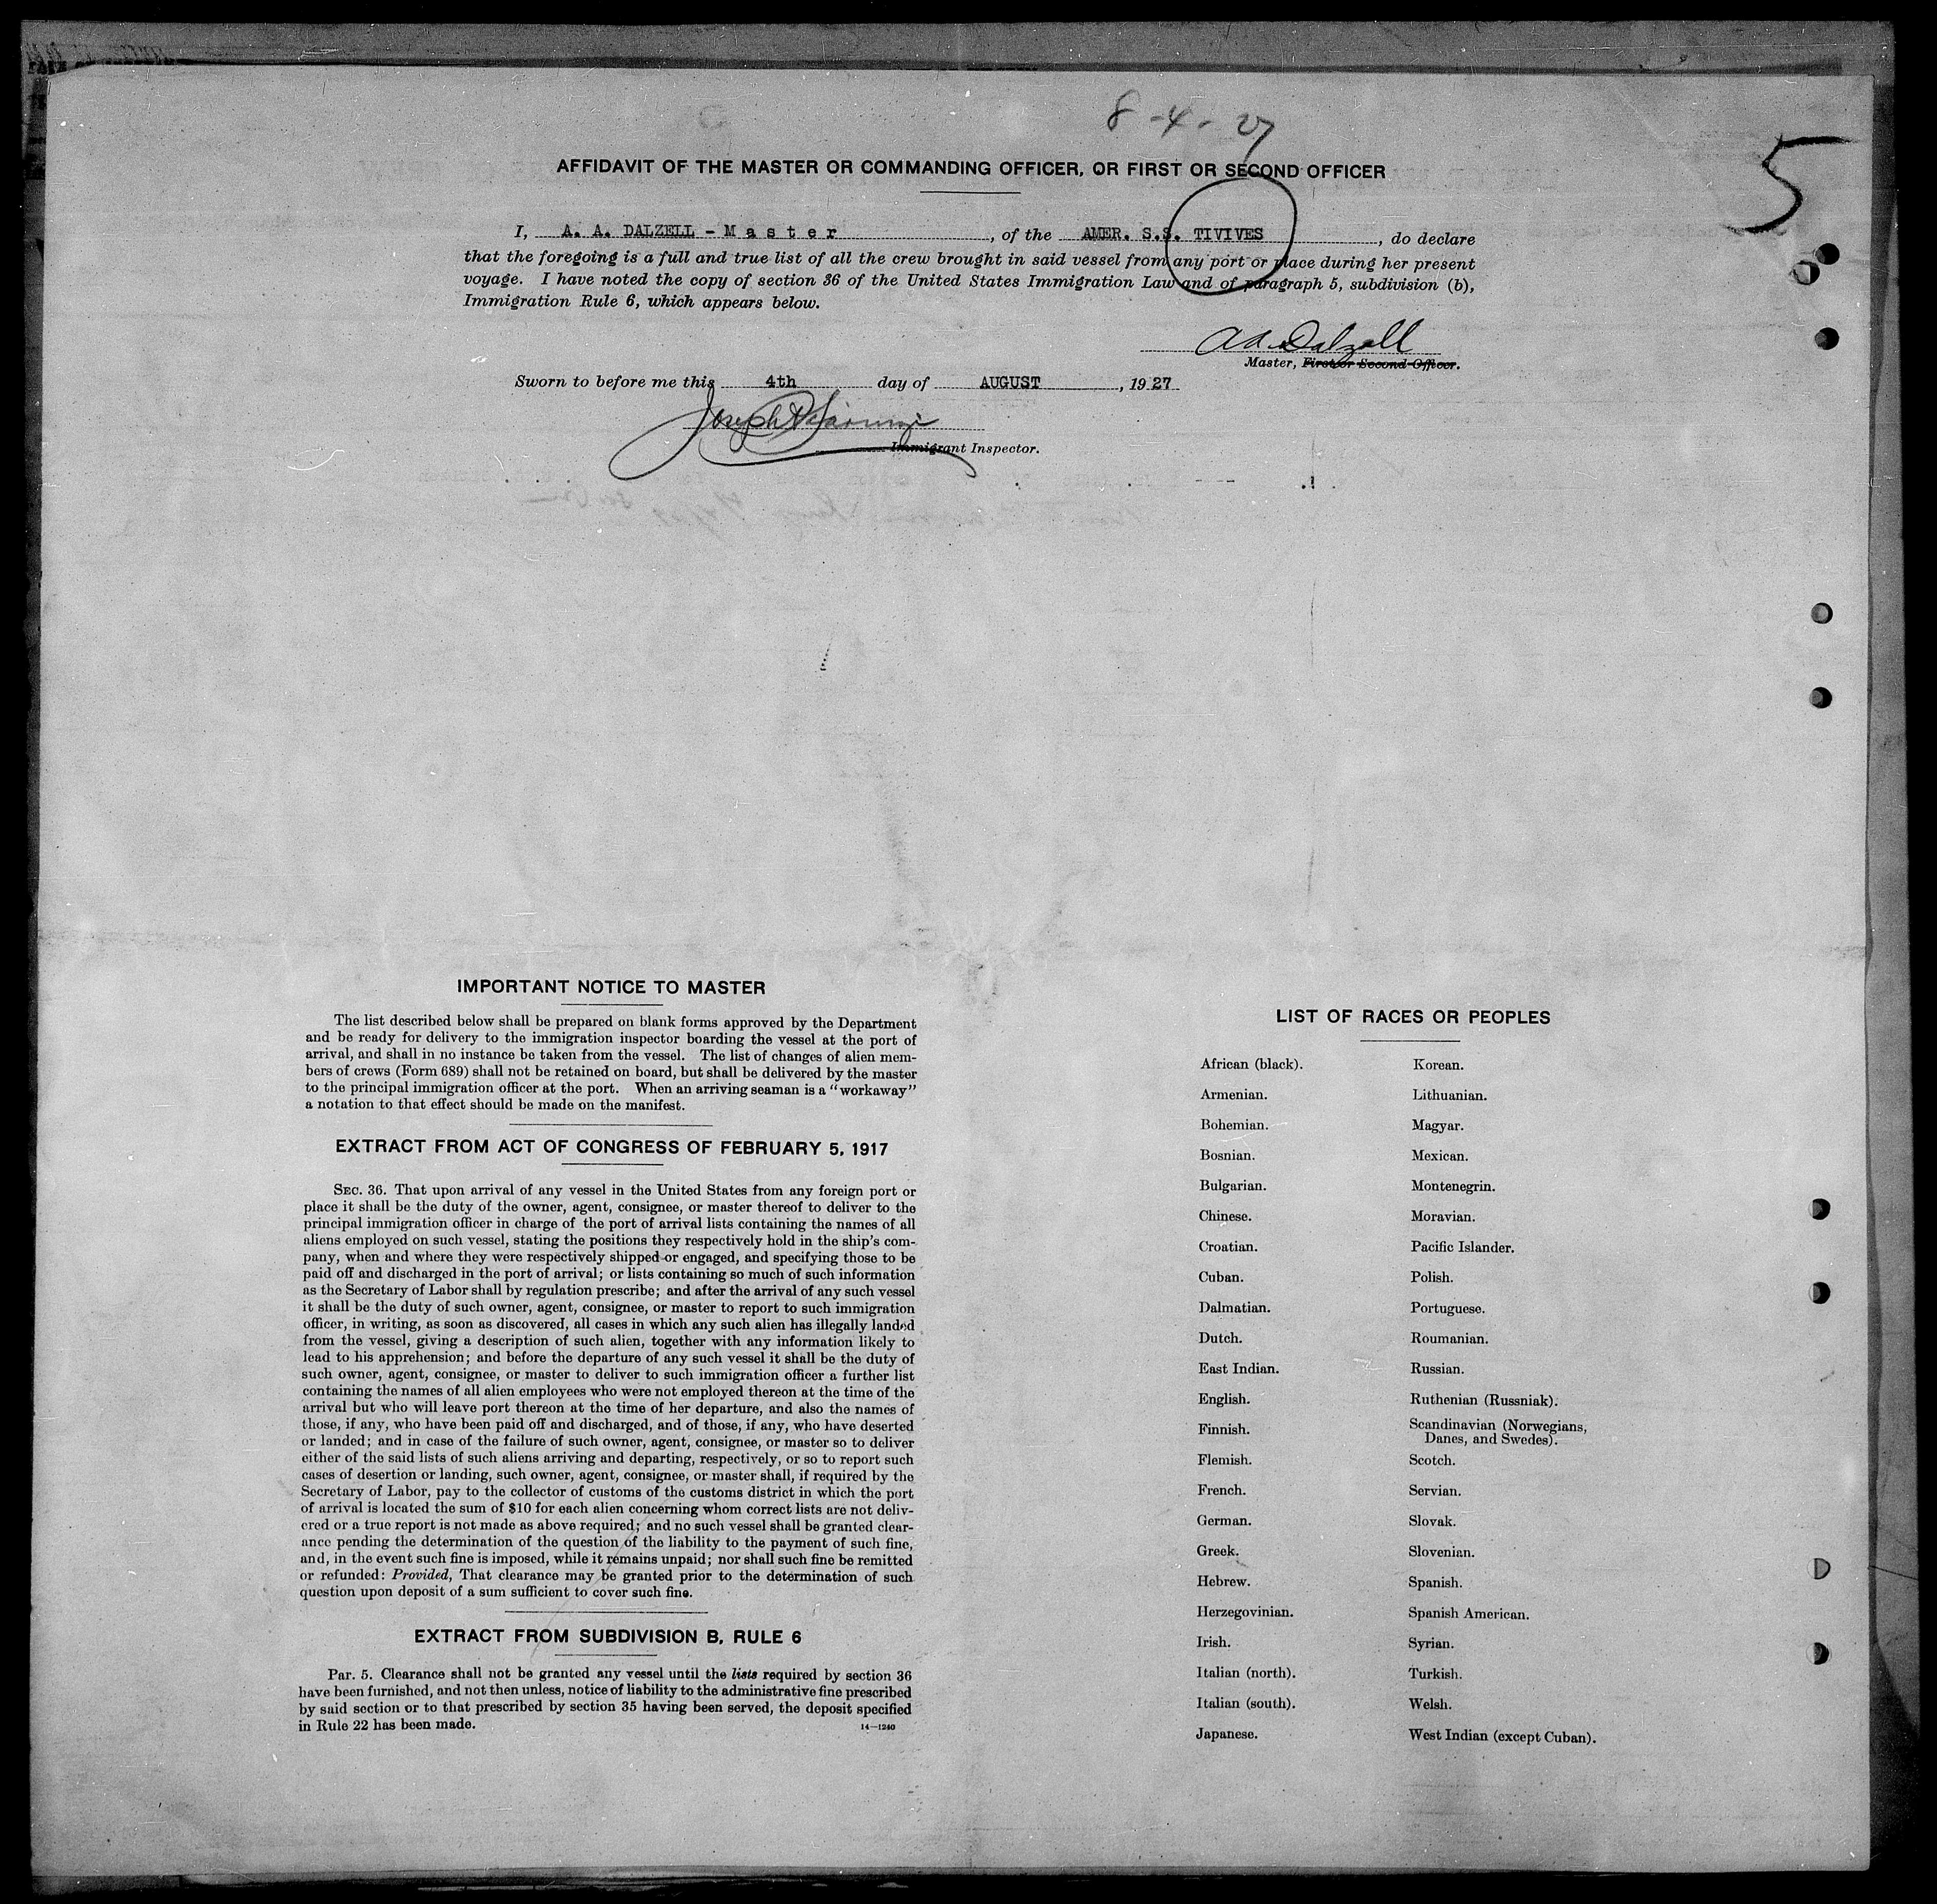 8-4-27
5
AFFIDAVIT OF THE MASTER OR COMMANDING OFFICER, OR FIRST OR SECOND OFFICER
I, A. A. DALZELL - Master, of the AMER. S.S. TIVIVES, do declare
that the foregoing is a full and true list of all the crew brought in said vessel from any port or place during her present
voyage. I have noted the copy of section 36 of the United States Immigration Law and of paragraph 5, subdivision (b),
Immigration Rule 6, which appears below.
A A Dalzell
Master, First or Second Officer.
Sworn to before me this 4th day of AUGUST, 1927
Joseph
Immigrant Inspector.
IMPORTANT NOTICE TO MASTER
The list described below shall be prepared on blank forms approved by the Department
and be ready for delivery to the immigration inspector boarding the vessel at the port of
arrival, and shall in no instance be taken from the vessel. The list of changes of alien mem-
bers of crews (Form 689) shall not be retained on board, but shall be delivered by the master
to the principal immigration officer at the port. When an arriving seaman is a "workaway"
a notation to that effect should be made on the manifest.
EXTRACT FROM ACT OF CONGRESS OF FEBRUARY 5, 1917
SEC. 36. That upon arrival of any vessel in the United States from any foreign port or
place it shall be the duty of the owner, agent, consignee, or master thereof to deliver to the
principal immigration officer in charge of the port of arrival lists containing the names of all
aliens employed on such vessel, stating the positions they respectively hold in the ship's com-
pany, when and where they were respectively shipped or engaged, and specifying those to be
paid off and discharged in the port of arrival; or lists containing so much of such information
as the Secretary of Labor shall by regulation prescribe; and after the arrival of any such vessel
it shall be the duty of such owner, agent, consignee, or master to report to such immigration
officer, in writing, as soon as discovered, all cases in which any such alien has illegally landed
from the vessel, giving a description of such alien, together with any information likely to
lead to his apprehension; and before the departure of any such vessel it shall be the duty of
such owner, agent, consignee, or master to deliver to such immigration officer a further list
containing the names of all alien employees who were not employed thereon at the time of the
arrival but who will leave port thereon at the time of her departure, and also the names of
those, if any, who have been paid off and discharged, and of those, if any, who have deserted
or landed; and in case of the failure of such owner, agent, consignee, or master so to deliver
either of the said lists of such aliens arriving and departing, respectively, or so to report such
cases of desertion or landing, such owner, agent, consignee, or master shall, if required by the
Secretary of Labor, pay to the collector of customs of the customs district in which the port
of arrival is located the sum of $10 for each alien concerning whom correct lists are not deliv-
ered or a true report is not made as above required; and no such vessel shall be granted clear-
ance pending the determination of the question of the liability to the payment of such fine,
and, in the event such fine is imposed, while it remains unpaid; nor shall such fine be remitted
or refunded: Provided, That clearance may be granted prior to the determination of such
question upon deposit of a sum sufficient to cover such fine.
EXTRACT FROM SUBDIVISION B, RULE 6
Par. 5. Clearance shall not be granted any vessel until the lists required by section 36
have been furnished, and not then unless, notice of liability to the administrative fine prescribed
by said section or to that prescribed by section 35 having been served, the deposit specified
in Rule 22 has been made.
14—1240
LIST OF RACES OR PEOPLES
African (black).
Armenian.
Bohemian.
Bosnian.
Bulgarian.
Chinese.
Croatian.
Cuban.
Dalmatian.
Dutch.
East Indian.
English.
Finnish.
Flemish.
French.
German.
Greek.
Hebrew.
Herzegovinian.
Irish.
Italian (north).
Italian (south).
Japanese.
Korean.
Lithuanian.
Magyar.
Mexican.
Montenegrin.
Moravian.
Pacific Islander.
Polish.
Portuguese.
Roumanian.
Russian.
Ruthenian (Russniak).
Scandinavian (Norwegians,
Danes, and Swedes).
Scotch.
Servian.
Slovak.
Slovenian.
Spanish.
Spanish American.
Syrian.
Turkish.
Welsh.
West Indian (except Cuban).